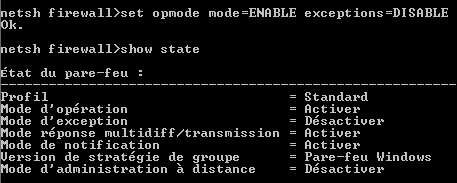 netsh firewall>set opmode mode=ENABLE exceptions=DISABLE
Ok.
netsh firewall>show state
État du pare-feu :
-------------------------------------------------------------------
Profil = Standard
Mode d'opération = Activer
Mode d'exception = Désactiver
Mode réponse multidiff/transmission = Activer
Mode de notification = Activer
Version de stratégie de groupe = Pare-feu Windows
Mode d'administration à distance = Désactiver